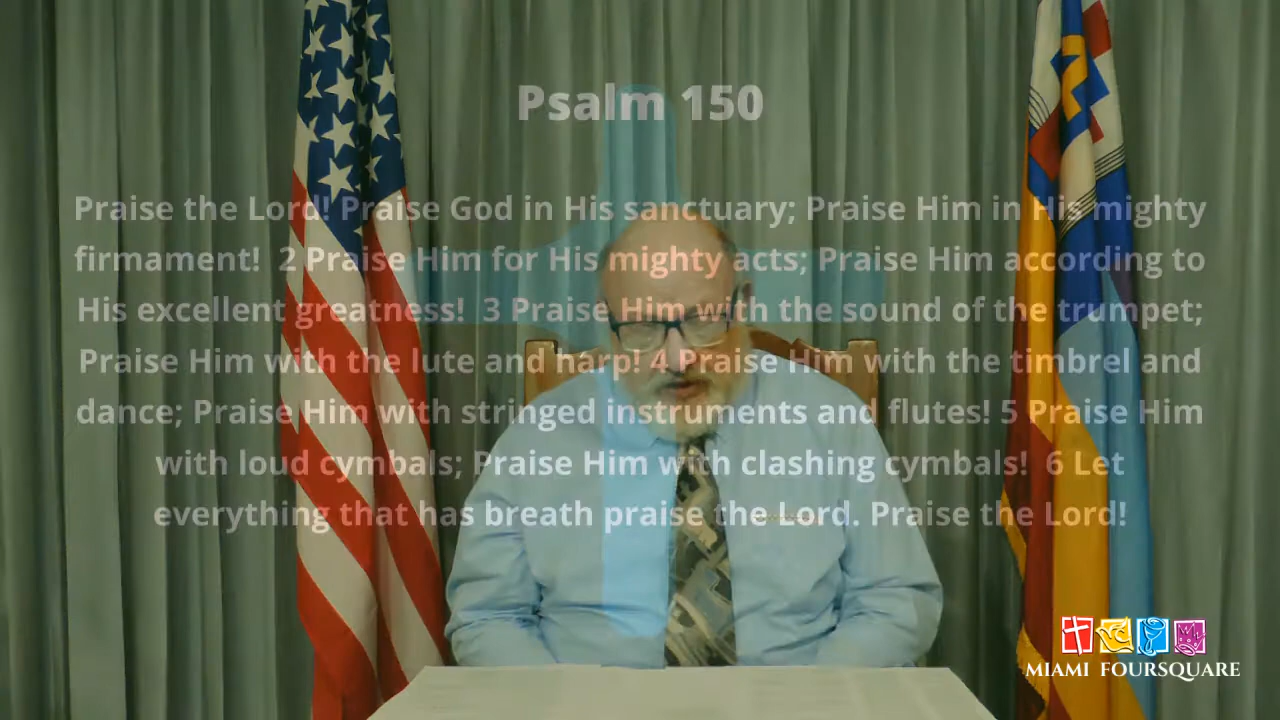 Psalm 150
Praise the Lord! Praise God in His sanctuary; Praise Him in His mighty
firmament! 2 Praise Him for His mighty acts; Praise Him according to
His excellent greatness! 3 Praise Him with the sound of the trumpet;
Praise Him with the lute and harp! 4 Praise Him with the timbrel and
dance; Praise Him with stringed instruments and flutes! 5 Praise Him
with loud cymbals; Praise Him with clashing cymbals! 6 Let
everything that has breath praise the Lord. Praise the Lord!
MIAMI FOURSQUARE